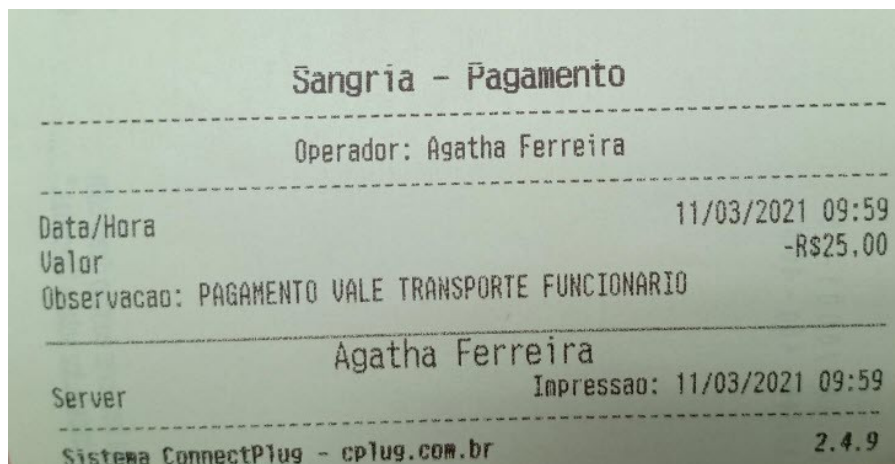 Sangria - Pagamento
Operador: Agatha Ferreira
Data/Hora 11/03/2021 09:59
Valor -R$25,00
Observacao: PAGAMENTO VALE TRANSPORTE FUNCIONARIO
Agatha Ferreira
Server Impressao: 11/03/2021 09:59
Sistema ConnectPlug - cplug.com.br 2.4.9